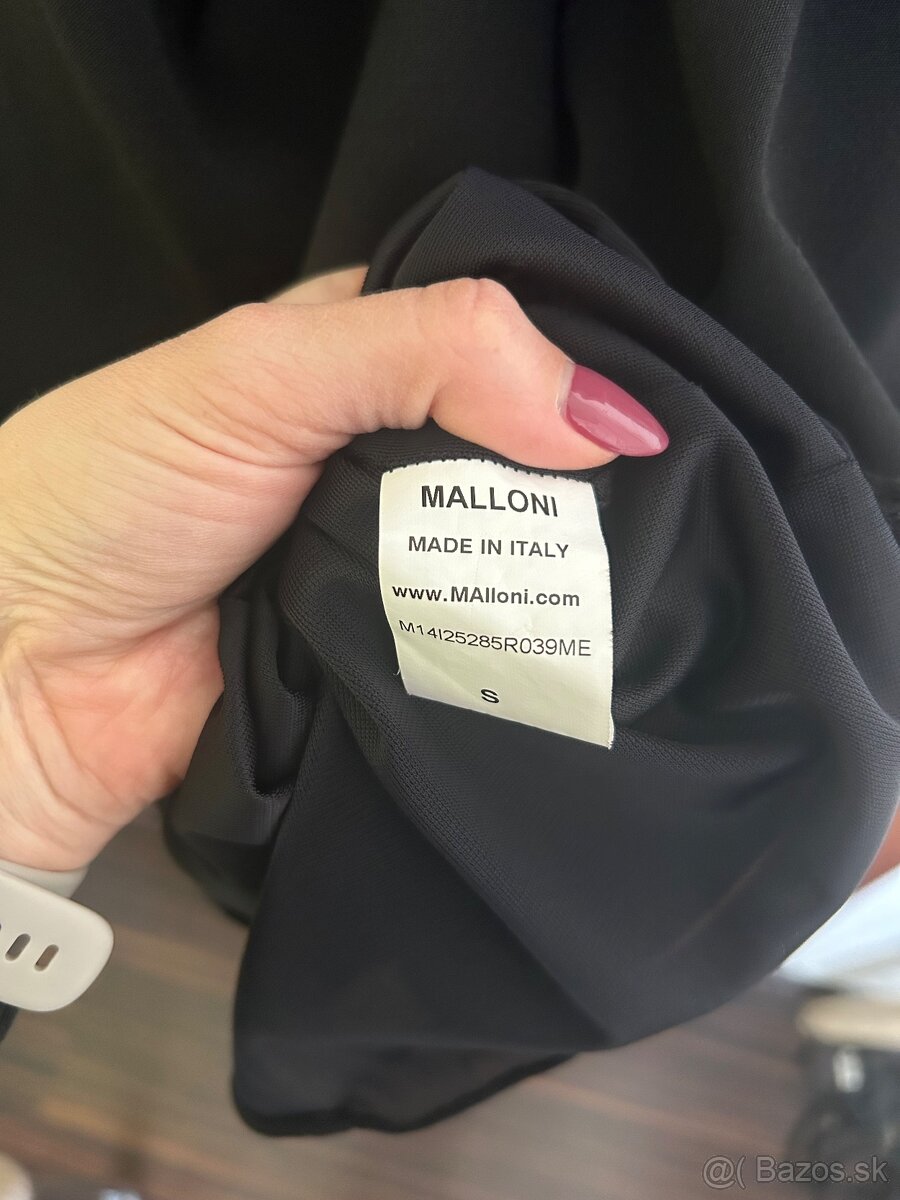 MALLONI
MADE IN ITALY
www.MAlloni.com
M14I25285R039ME
S
@( Bazos.sk